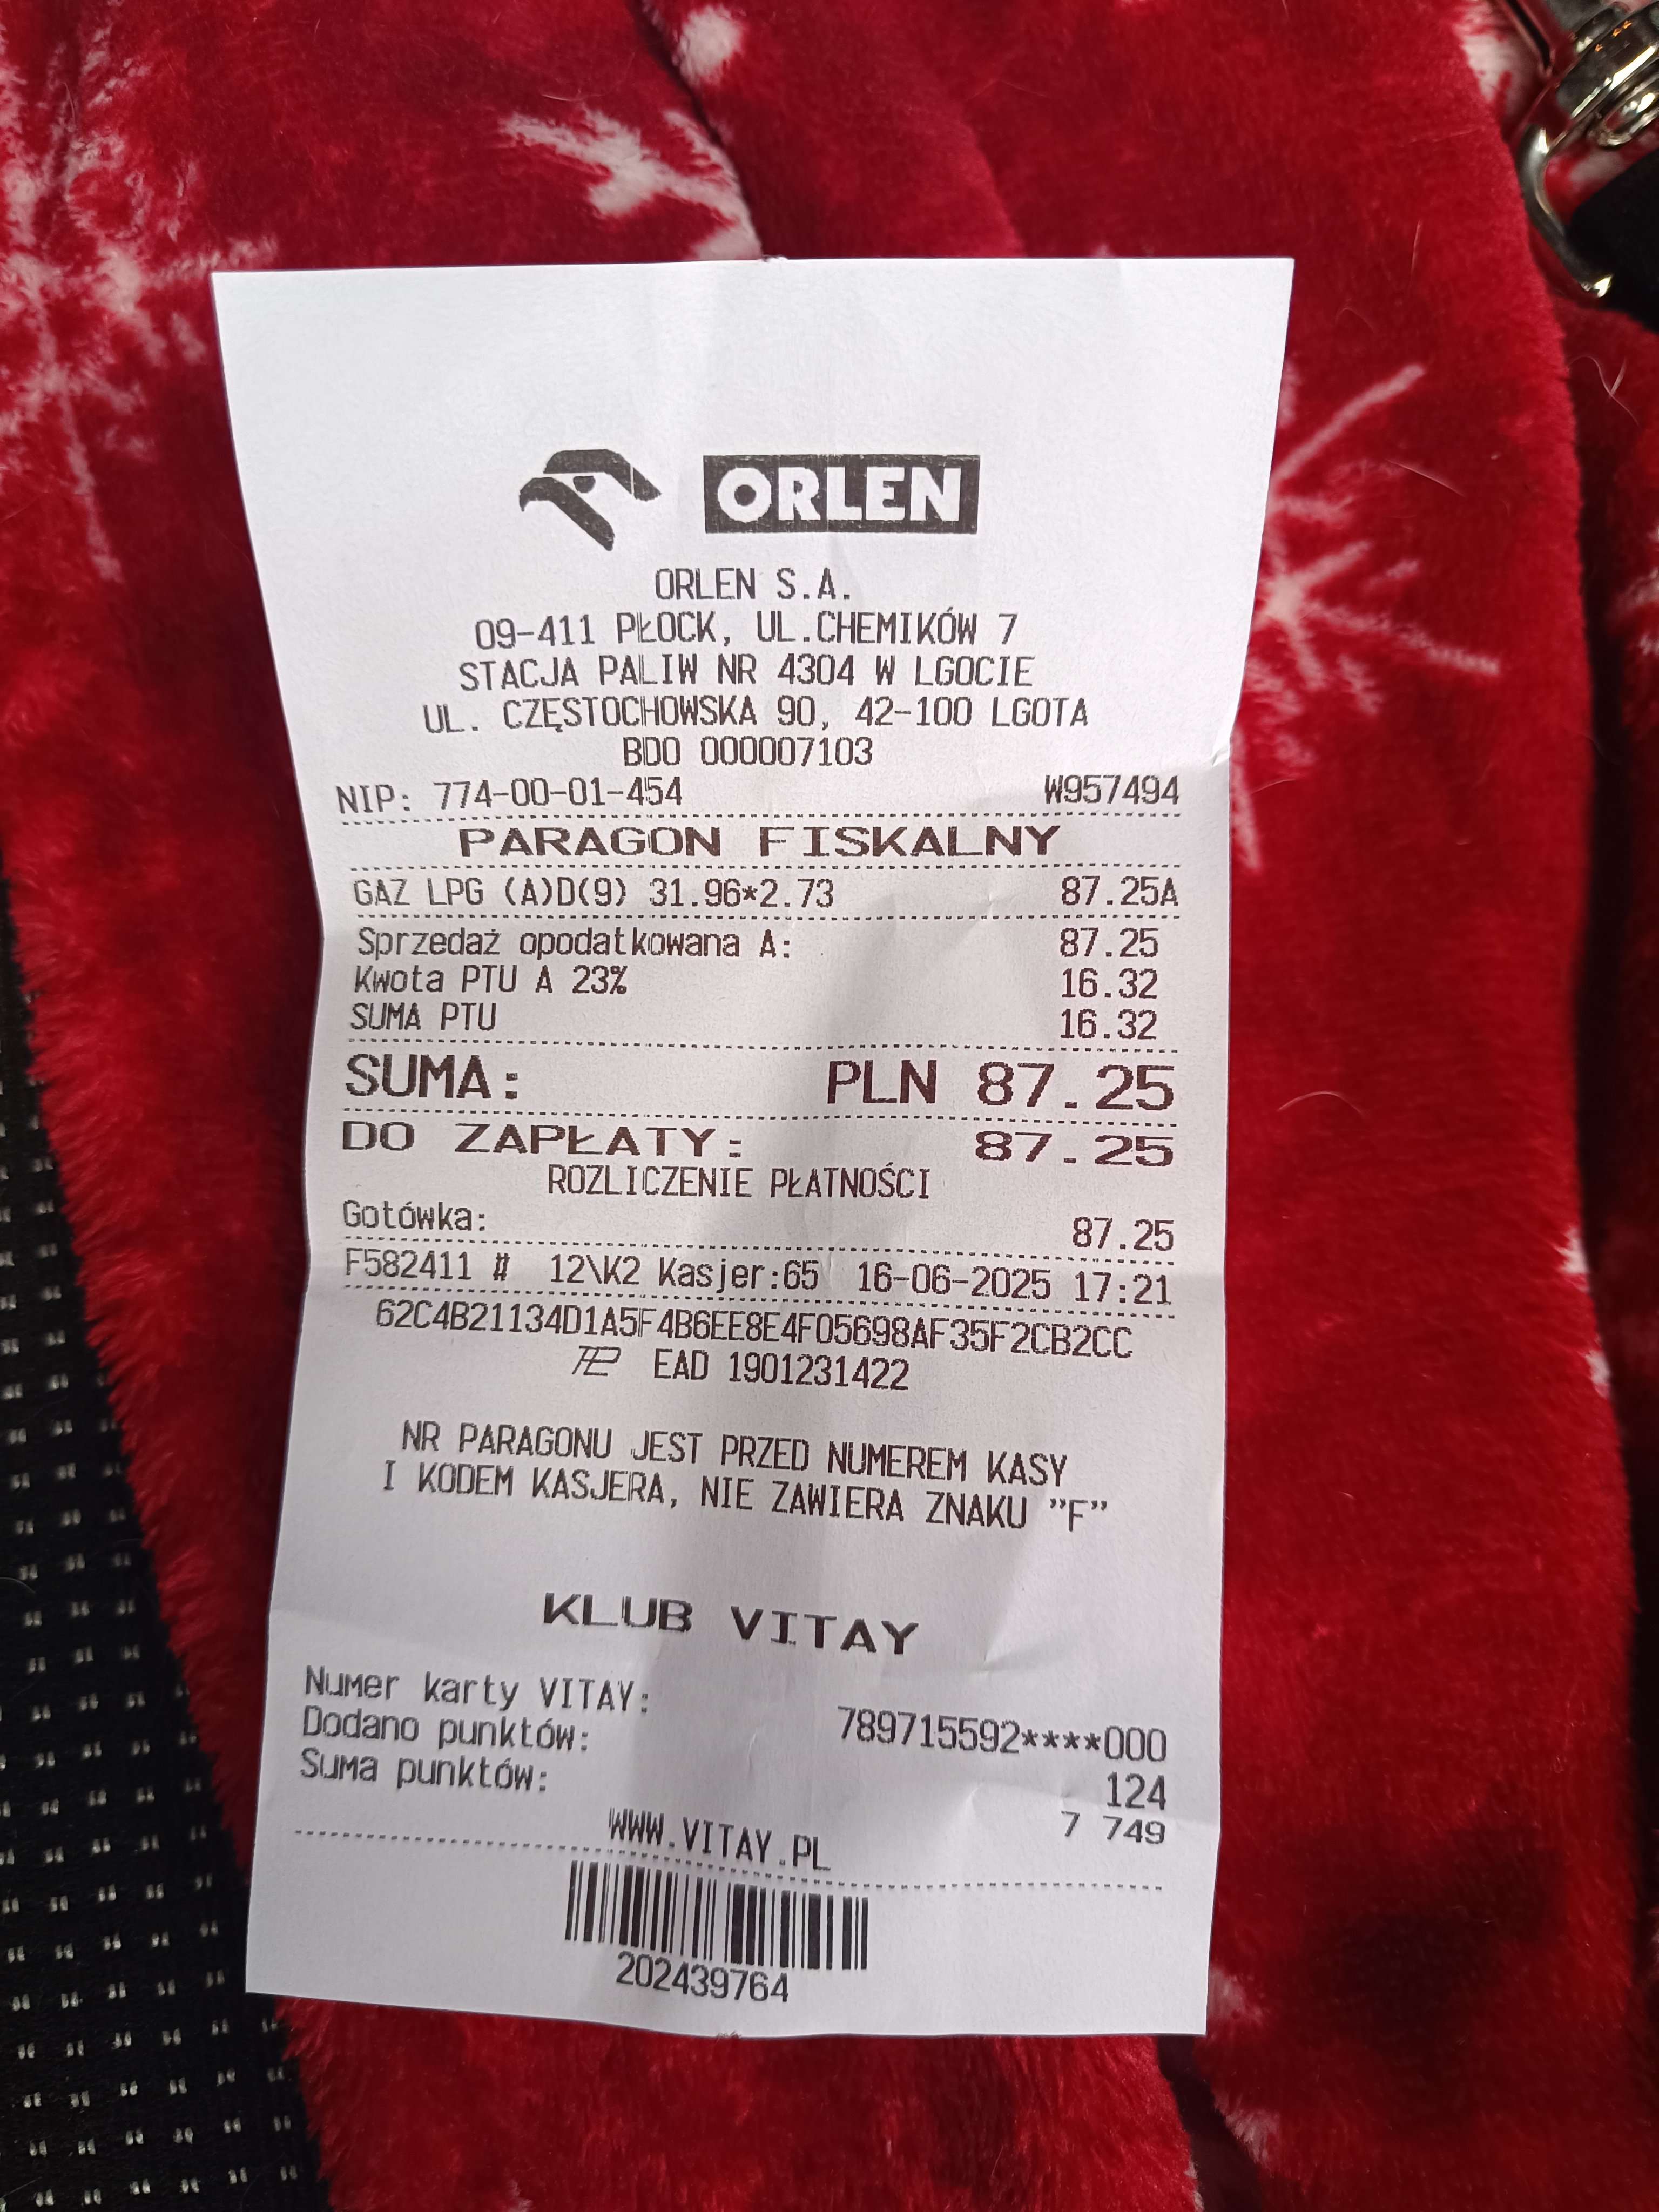 ORLEN
ORLEN S.A.
09-411 PŁOCK, UL.CHEMIKÓW 7
STACJA PALIW NR 4304 W LGOCIE
UL. CZĘSTOCHOWSKA 90, 42-100 LGOTA
BDO 000007103
NIP: 774-00-01-454 W957494
PARAGON FISKALNY
GAZ LPG (A)D(9) 31.96*2.73 87.25A
Sprzedaż opodatkowana A: 87.25
Kwota PTU A 23% 16.32
SUMA PTU 16.32
SUMA: PLN 87.25
DO ZAPŁATY: 87.25
ROZLICZENIE PŁATNOŚCI
Gotówka: 87.25
F582411 # 12\K2 Kasjer:65 16-06-2025 17:21
62C4B21134D1A5F4B6EE8E4F05698AF35F2CB2CC
EAD 1901231422
NR PARAGONU JEST PRZED NUMEREM KASY
I KODEM KASJERA, NIE ZAWIERA ZNAKU "F"
KLUB VITAY
Numer karty VITAY: 789715592****000
Dodano punktów: 124
Suma punktów: 7 749
WWW.VITAY.PL
202439764